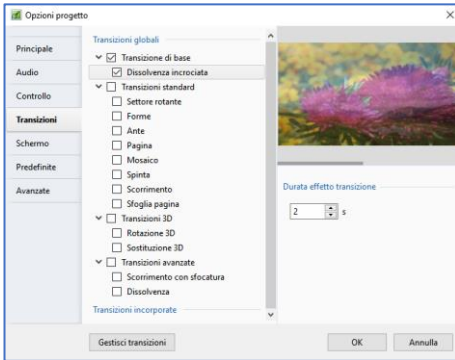 Opzioni progetto
Principale
Audio
Controllo
Transizioni
Schermo
Predefinite
Avanzate
Transizioni globali
Transizione di base
Dissolvenza incrociata
Transizioni standard
Settore rotante
Forme
Ante
Pagina
Mosaico
Spinta
Scorrimento
Sfoglia pagina
Transizioni 3D
Rotazione 3D
Sostituzione 3D
Transizioni avanzate
Scorrimento con sfocatura
Dissolvenza
Transizioni incorporate
Durata effetto transizione
2 s
Gestisci transizioni
OK
Annulla